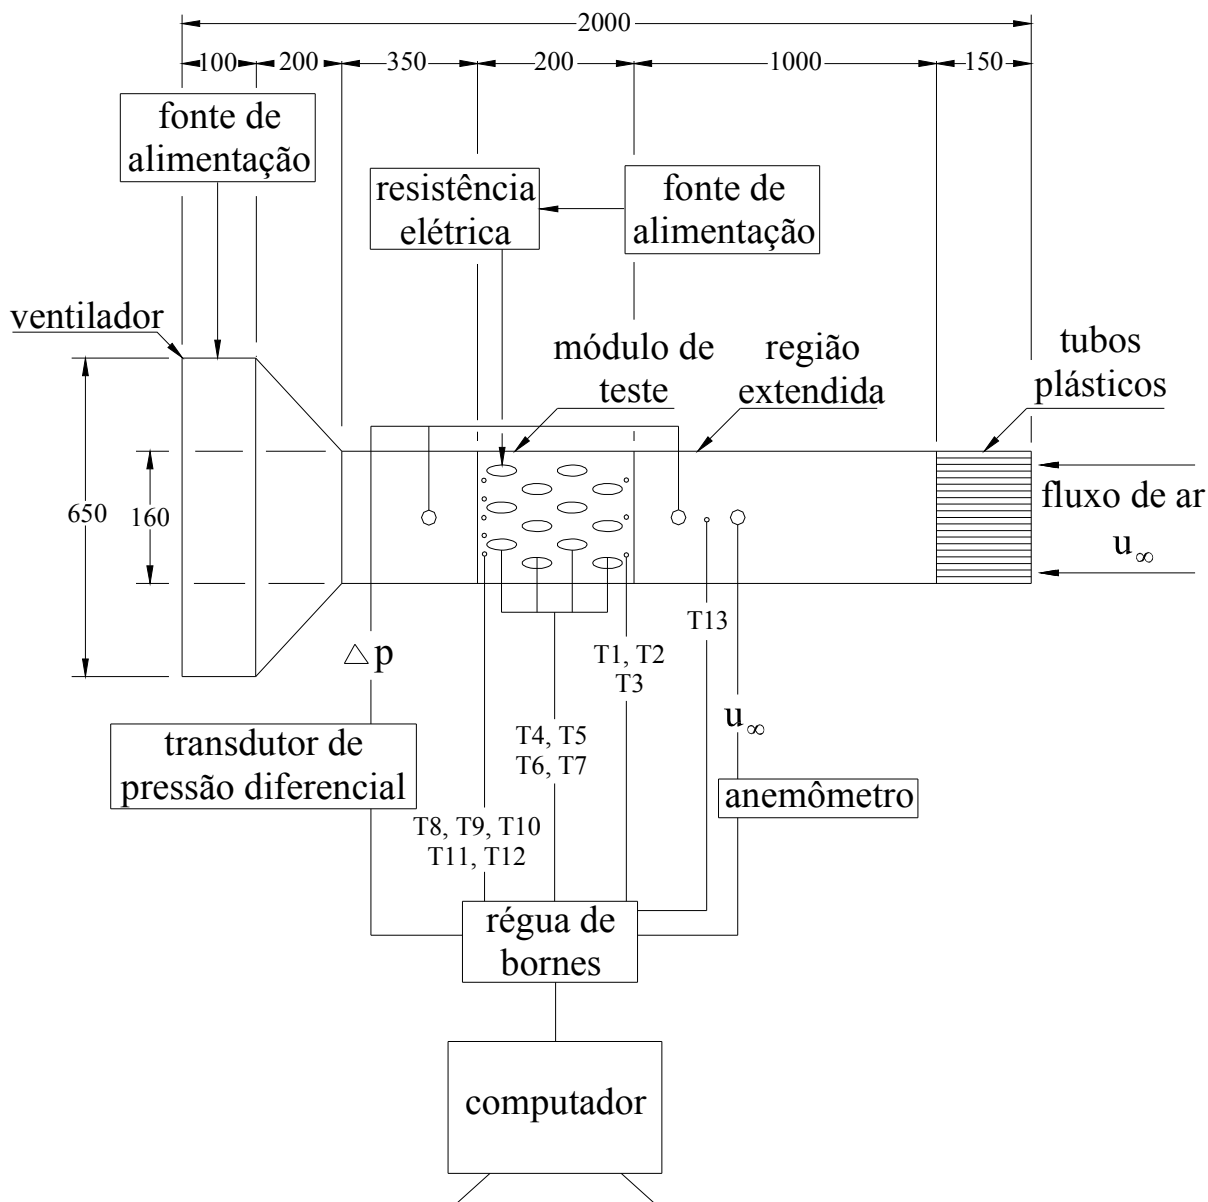 2000
100
200
350
200
1000
150
fonte de
alimentação
resistência
elétrica
fonte de
alimentação
ventilador
módulo de
teste
região
extendida
tubos
plásticos
650
160
fluxo de ar
u∞
T13
Δp
T1, T2
T3
u∞
transdutor de
pressão diferencial
T4, T5
T6, T7
anemômetro
T8, T9, T10
T11, T12
régua de
bornes
computador